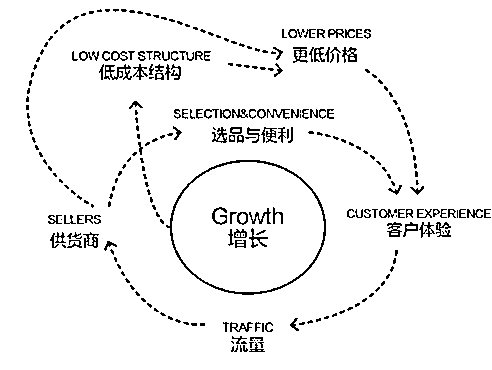 LOWER PRICES
更低价格
LOW COST STRUCTURE
低成本结构
SELECTION&CONVENIENCE
选品与便利
Growth
增长
SELLERS
供货商
CUSTOMER EXPERIENCE
客户体验
TRAFFIC
流量